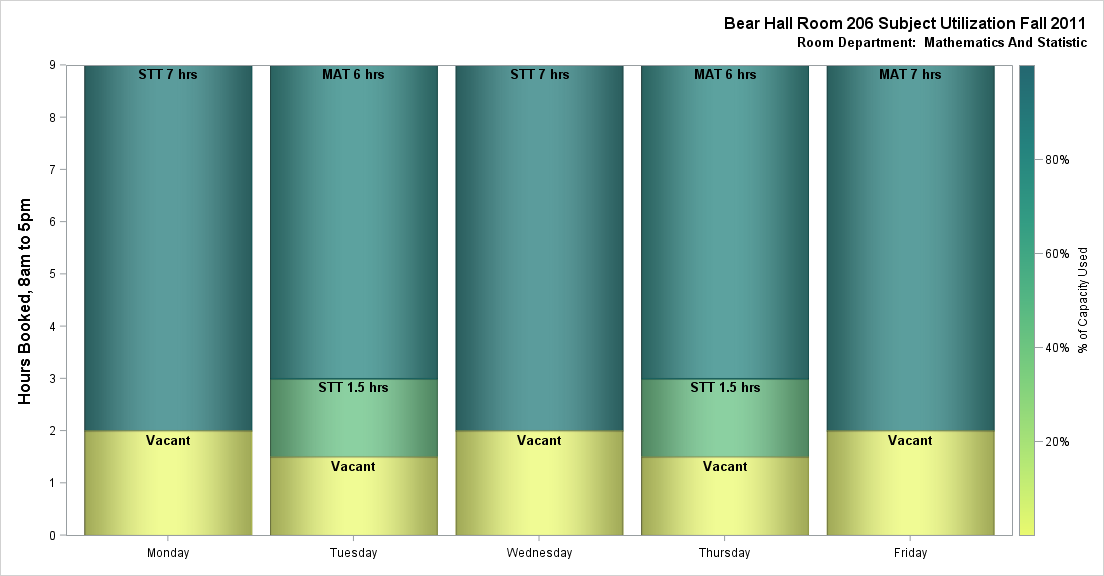 Bear Hall Room 206 Subject Utilization Fall 2011
Room Department:  Mathematics And Statistic
Hours Booked, 8am to 5pm
9
8
7
6
5
4
3
2
1
0
STT 7 hrs
MAT 6 hrs
STT 7 hrs
MAT 6 hrs
MAT 7 hrs
STT 1.5 hrs
STT 1.5 hrs
Vacant
Vacant
Vacant
Vacant
Vacant
Monday
Tuesday
Wednesday
Thursday
Friday
80%
60%
40%
20%
% of Capacity Used